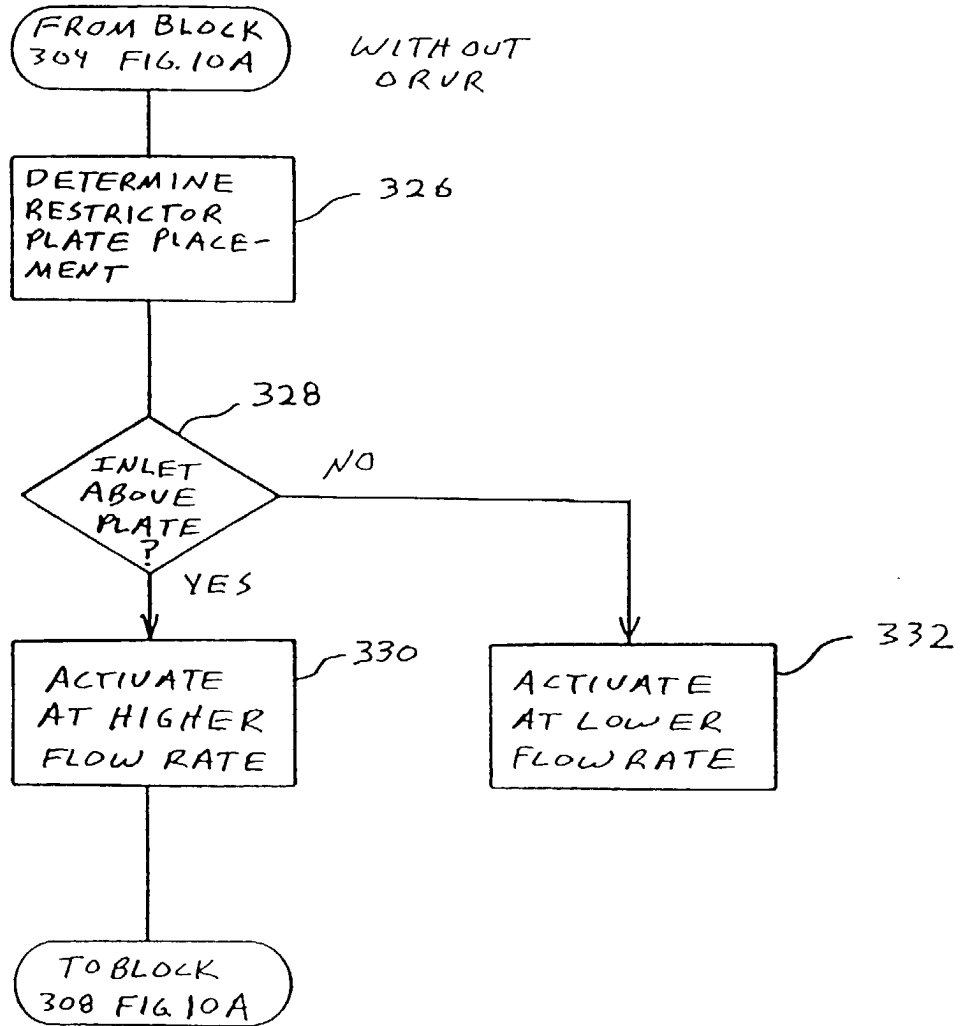 FROM BLOCK
304 FIG. 10A
WITHOUT
ORVR
DETERMINE
RESTRICTOR
PLATE PLACE-
MENT
326
328
INLET
ABOVE
PLATE
?
NO
YES
ACTIVATE
AT HIGHER
FLOW RATE
330
ACTIVATE
AT LOWER
FLOW RATE
332
TO BLOCK
308 FIG 10A